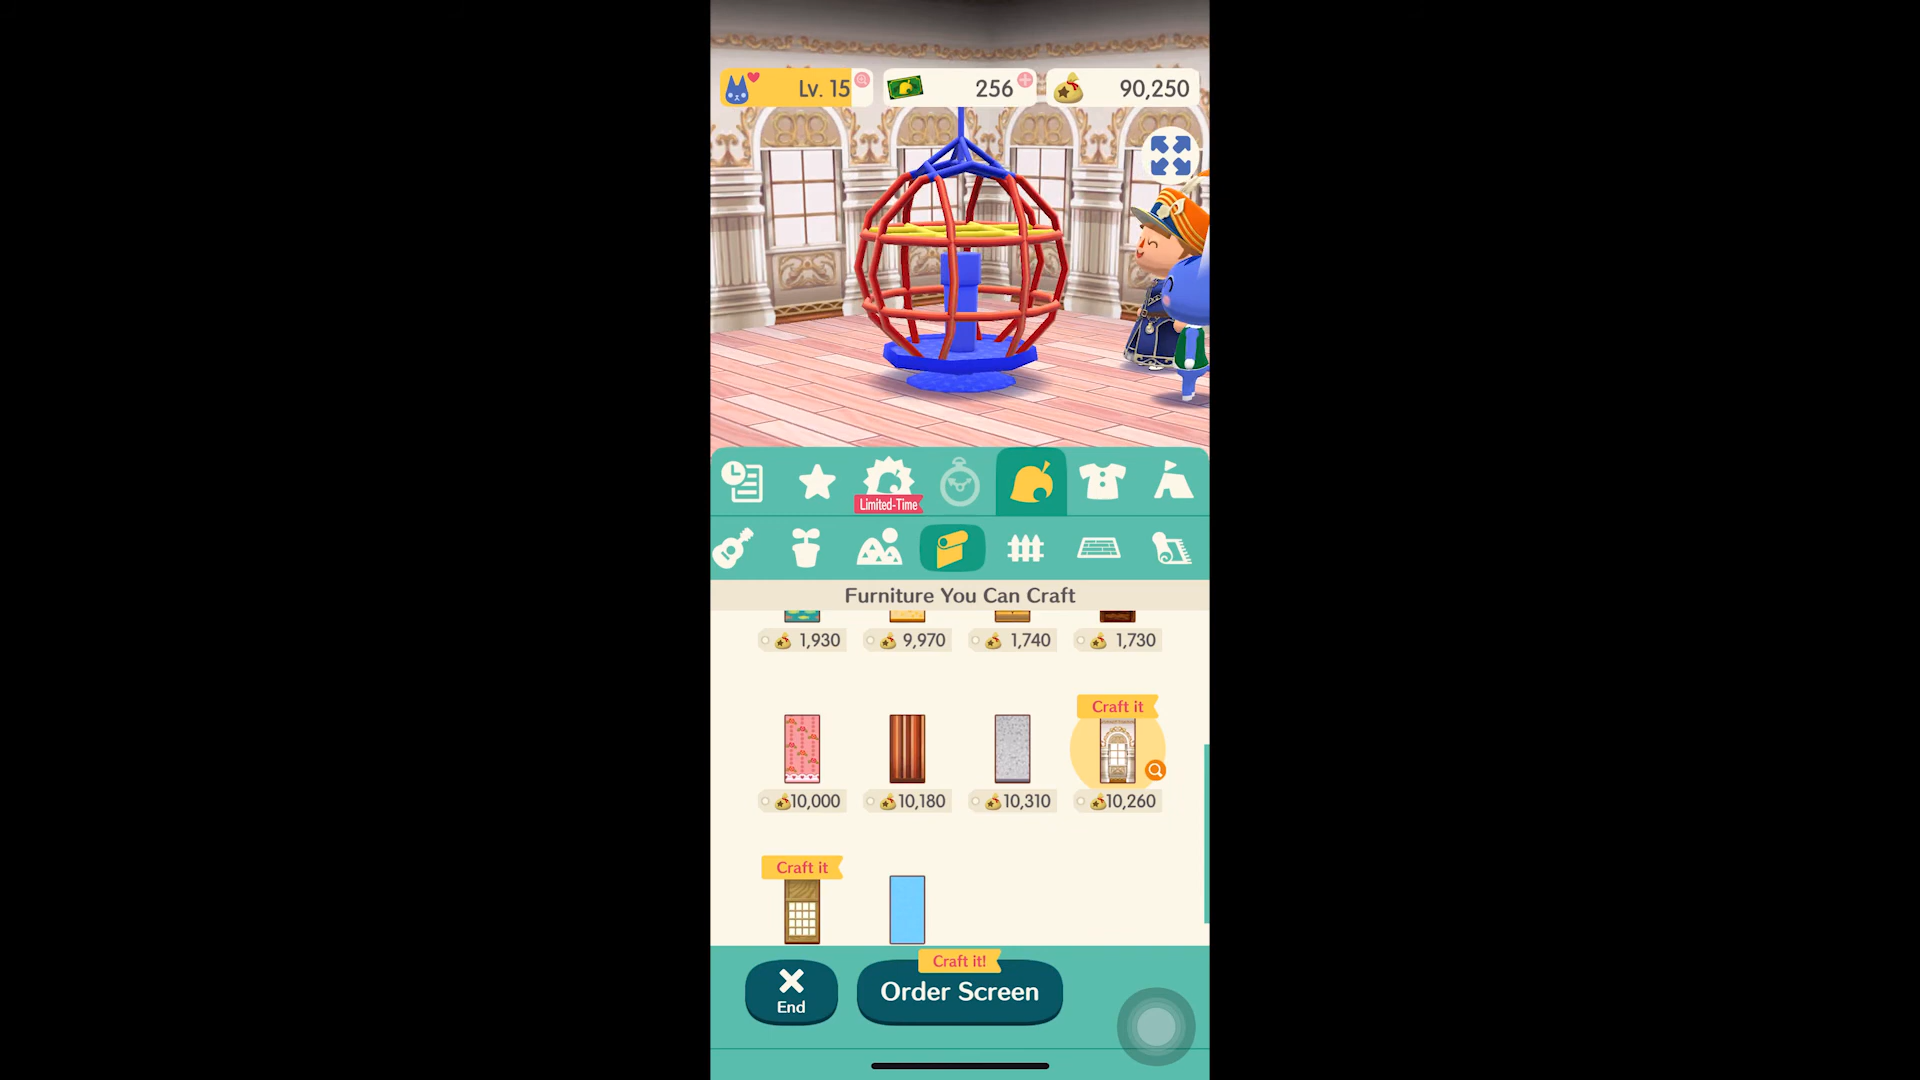 Lv. 15
256
90,250
Limited-Time
Furniture You Can Craft
1,930
9,970
1,740
1,730
Craft it
10,000
10,180
10,310
10,260
Craft it
Craft it!
End
Order Screen